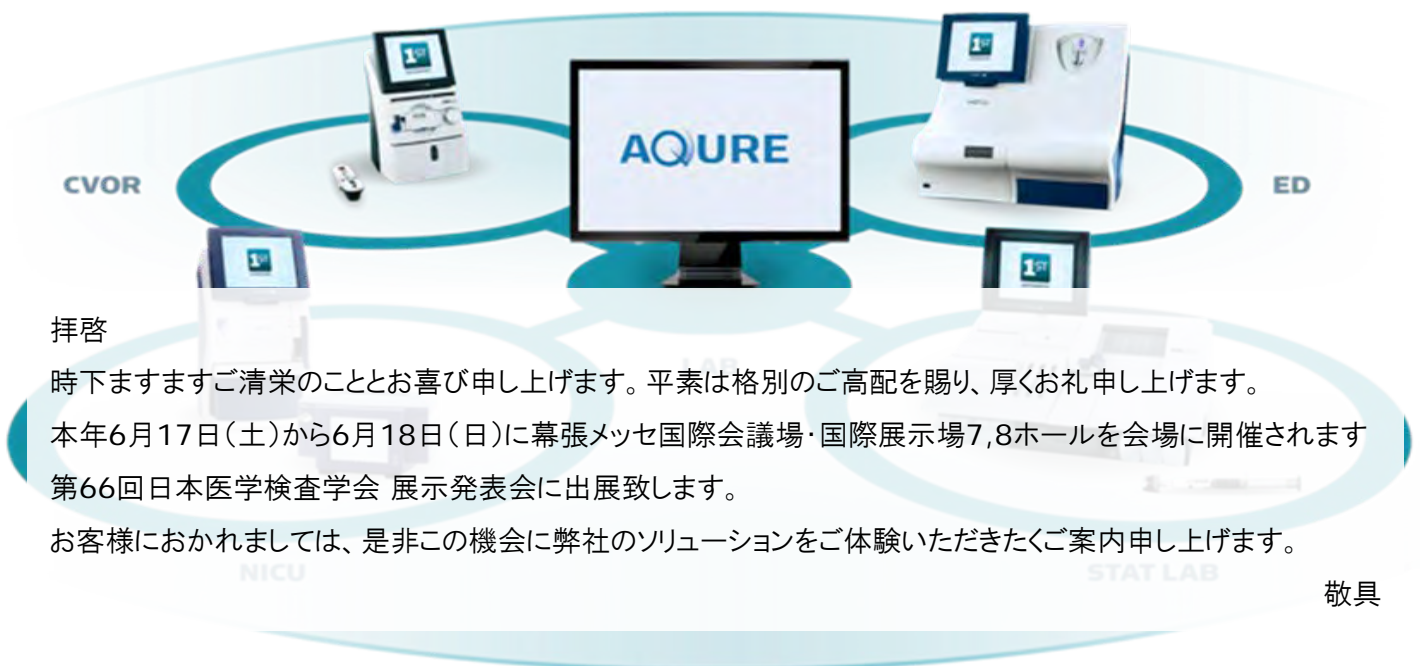 1ST
1ST
AQURE
CVOR
ED
1ST
1ST
拝啓
LAB
時下ますますご清栄のこととお喜び申し上げます。平素は格別のご高配を賜り、厚くお礼申し上げます。
本年6月17日(土)から6月18日(日)に幕張メッセ国際会議場・国際展示場7,8ホールを会場に開催されます
第66回日本医学検査学会 展示発表会に出展致します。
お客様におかれましては、是非この機会に弊社のソリューションをご体験いただきたくご案内申し上げます。
NICU
STAT LAB
敬具